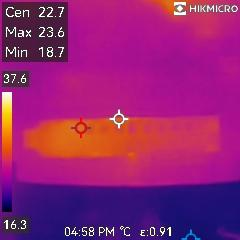 Cen 22.7
Max 23.6
Min 18.7
HIKMICRO
37.6
16.3
04:58 PM °C ε:0.91